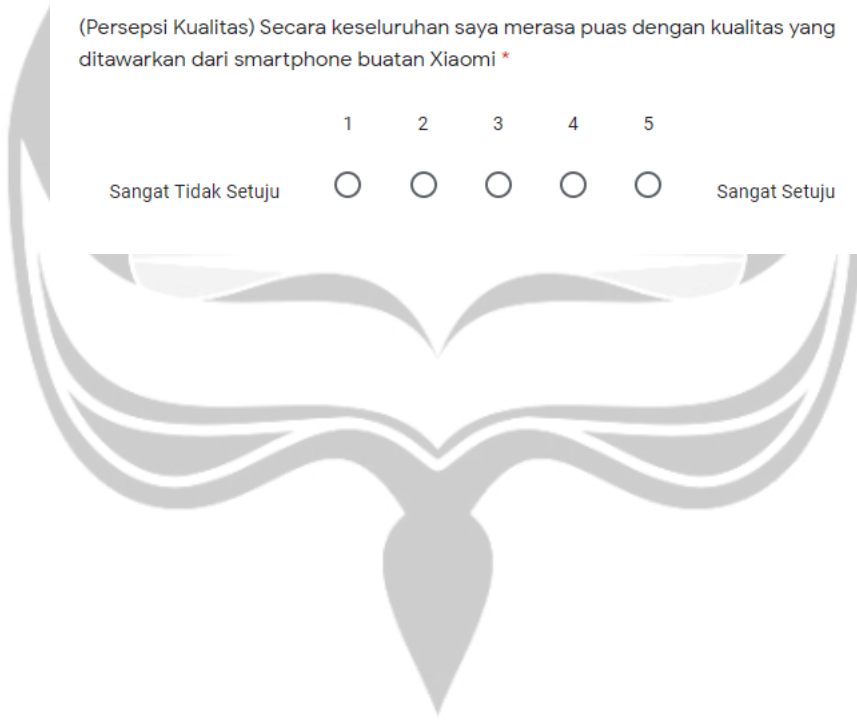 (Persepsi Kualitas) Secara keseluruhan saya merasa puas dengan kualitas yang
ditawarkan dari smartphone buatan Xiaomi *
1 2 3 4 5
Sangat Tidak Setuju Sangat Setuju